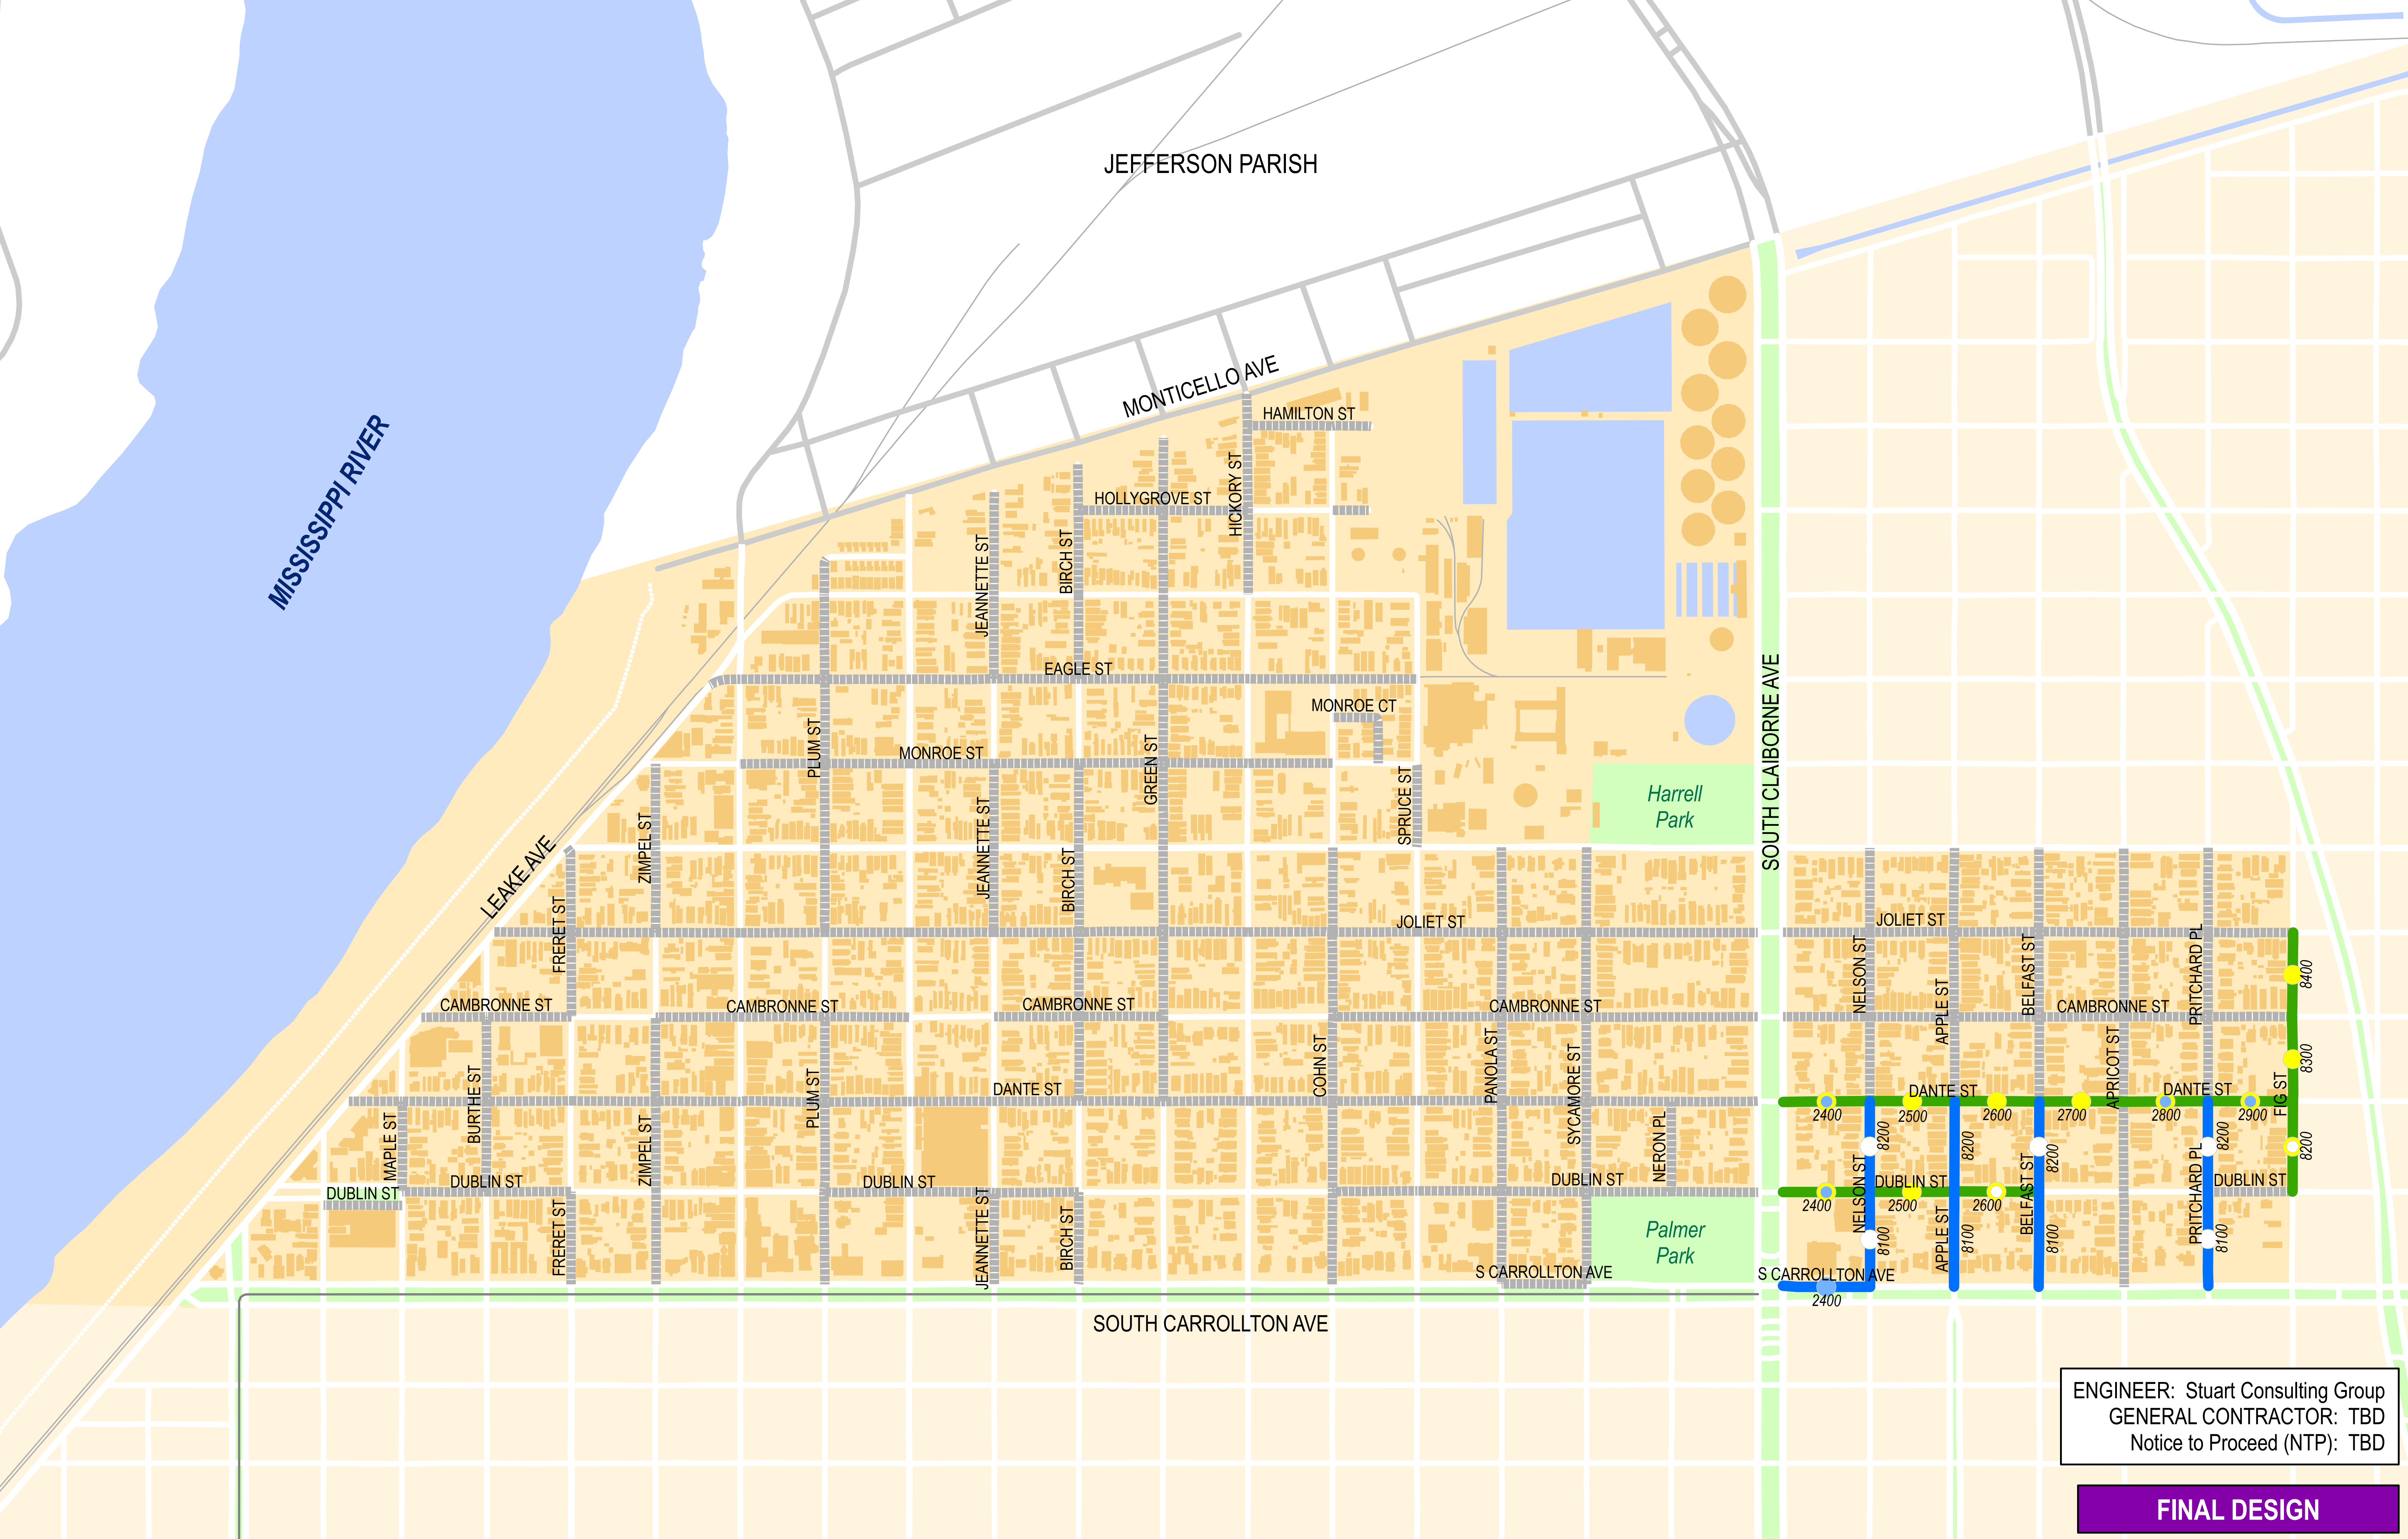 JEFFERSON PARISH
MISSISSIPPI RIVER
MONTICELLO AVE
HAMILTON ST
HICKORY ST
HOLLYGROVE ST
JEANNETTE ST
BIRCH ST
EAGLE ST
MONROE CT
PLUM ST
MONROE ST
GREEN ST
SPRUCE ST
Harrell
Park
SOUTH CLAIBORNE AVE
LEAKE AVE
ZIMPEL ST
JEANNETTE ST
BIRCH ST
FRERET ST
JOLIET ST
JOLIET ST
NELSON ST
APPLE ST
BELFAST ST
PRITCHARD PL
8400
CAMBRONNE ST
CAMBRONNE ST
CAMBRONNE ST
CAMBRONNE ST
CAMBRONNE ST
COHN ST
PANOLA ST
SYCAMORE ST
APRICOT ST
8300
FIG ST
BURTHE ST
PLUM ST
DANTE ST
DANTE ST
DANTE ST
2400
2500
2600
2700
2800
2900
MAPLE ST
ZIMPEL ST
NERON PL
8200
8200
8200
8200
8200
DUBLIN ST
DUBLIN ST
DUBLIN ST
DUBLIN ST
DUBLIN ST
DUBLIN ST
2400
2500
2600
NELSON ST
APPLE ST
BELFAST ST
PRITCHARD PL
8100
8100
8100
8100
FRERET ST
JEANNETTE ST
BIRCH ST
Palmer
Park
S CARROLLTON AVE
S CARROLLTON AVE
2400
SOUTH CARROLLTON AVE
ENGINEER: Stuart Consulting Group
GENERAL CONTRACTOR: TBD
Notice to Proceed (NTP): TBD
FINAL DESIGN